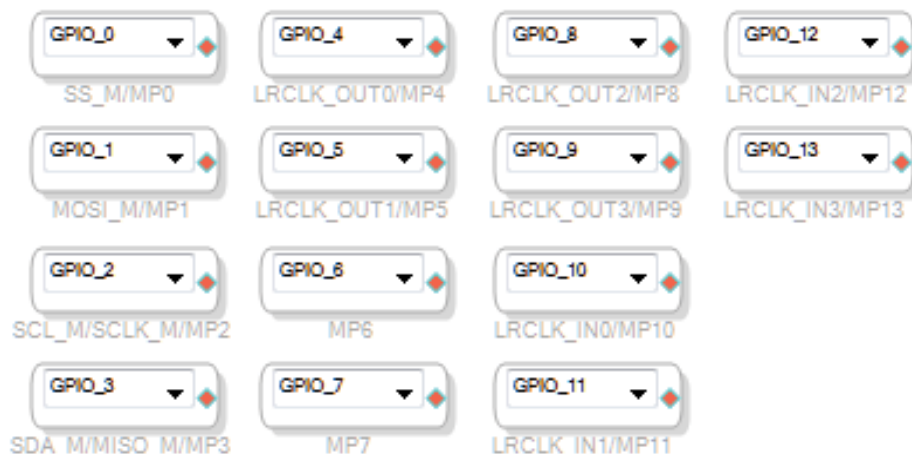 GPIO_0 GPIO_4 GPIO_8 GPIO_12
SS_M/MP0 LRCLK_OUT0/MP4 LRCLK_OUT2/MP8 LRCLK_IN2/MP12
GPIO_1 GPIO_5 GPIO_9 GPIO_13
MOSI_M/MP1 LRCLK_OUT1/MP5 LRCLK_OUT3/MP9 LRCLK_IN3/MP13
GPIO_2 GPIO_6 GPIO_10
SCL_M/SCLK_M/MP2 MP6 LRCLK_IN0/MP10
GPIO_3 GPIO_7 GPIO_11
SDA_M/MISO_M/MP3 MP7 LRCLK_IN1/MP11